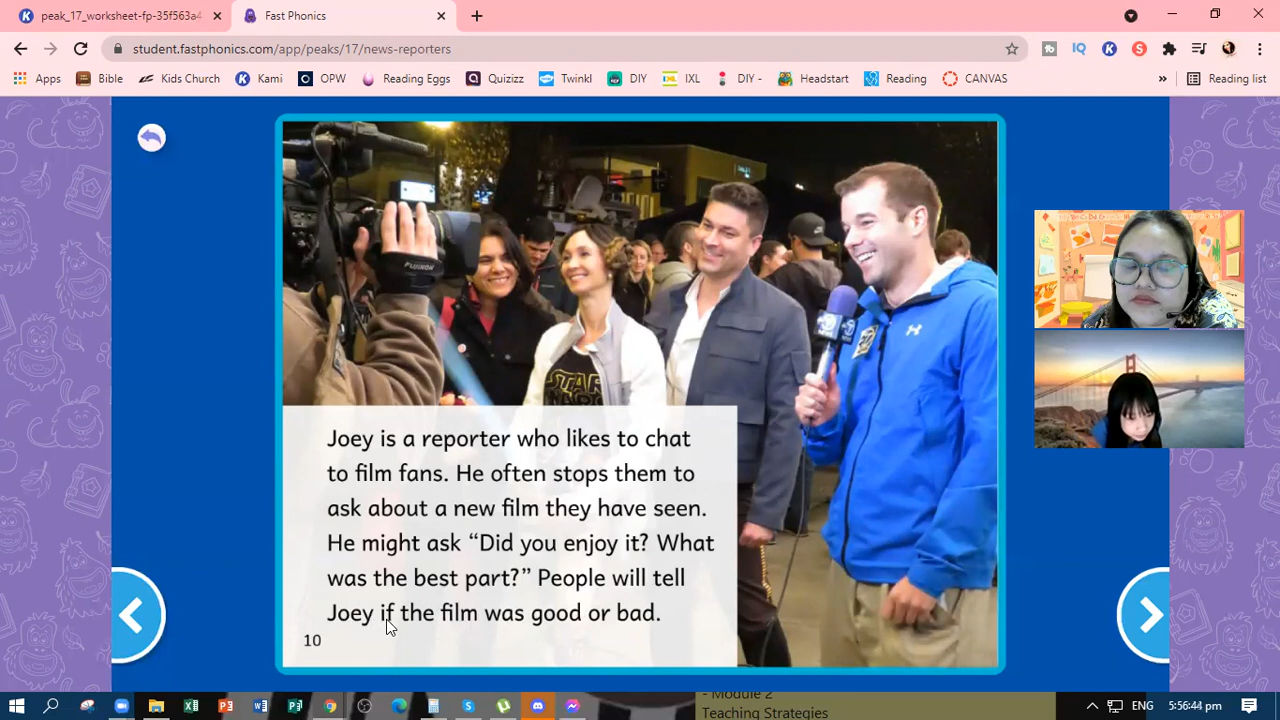 peak_17_worksheet-fp-35f563a4
Fast Phonics
student.fastphonics.com/app/peaks/17/news-reporters
Apps
Bible
Kids Church
Kami
OPW
Reading Eggs
Quizizz
Twinkl
DIY
IXL
DIY -
Headstart
Reading
CANVAS
»
Reading list
FUJINON
STAR
Joey is a reporter who likes to chat
to film fans. He often stops them to
ask about a new film they have seen.
He might ask “Did you enjoy it? What
was the best part?” People will tell
Joey if the film was good or bad.
10
- Module 2
Teaching Strategies
ENG
5:56:44 pm